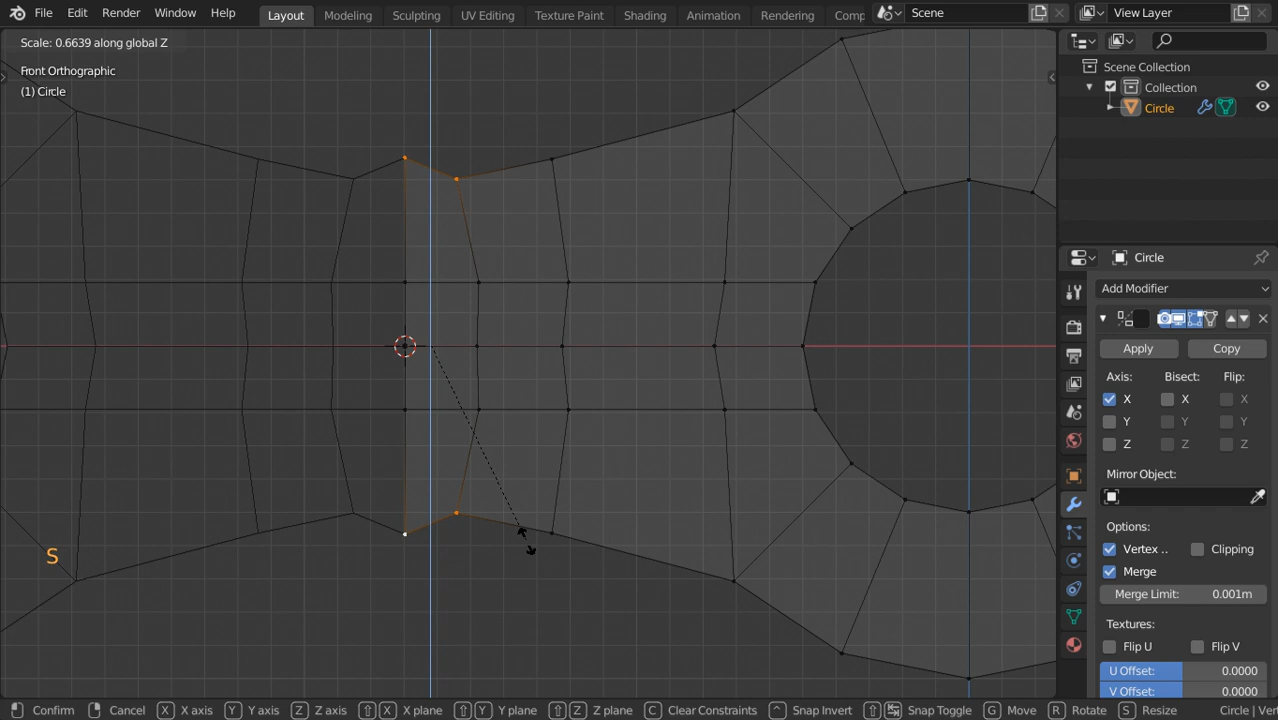 File Edit Render Window Help Layout Modeling Sculpting UV Editing Texture Paint Shading Animation Rendering Scene View Layer
Scale: 0.6639 along global Z
Front Orthographic
(1) Circle
S
Scene Collection
Collection
Circle
Circle
Add Modifier
Apply Copy
Axis: Bisect: Flip:
X X X
Y Y Y
Z Z Z
Mirror Object:
Options:
Vertex .. Clipping
Merge
Merge Limit: 0.001m
Textures:
Flip U Flip V
U Offset: 0.0000
V Offset: 0.0000
Confirm Cancel X X axis Y Y axis Z Z axis X X plane Y Y plane Z Z plane C Clear Constraints ^ Snap Invert Snap Toggle G Move R Rotate S Resize Circle | Ver